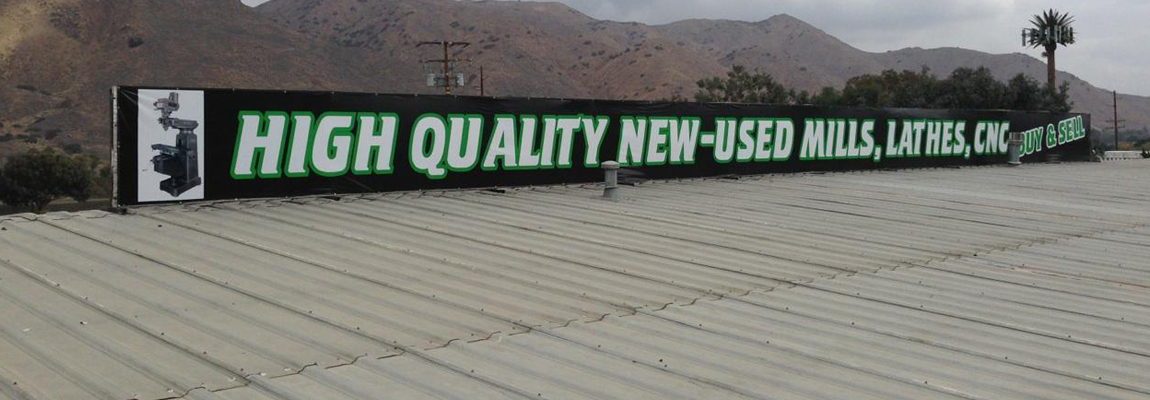 HIGH QUALITY NEW-USED MILLS, LATHES, CNC BUY & SELL